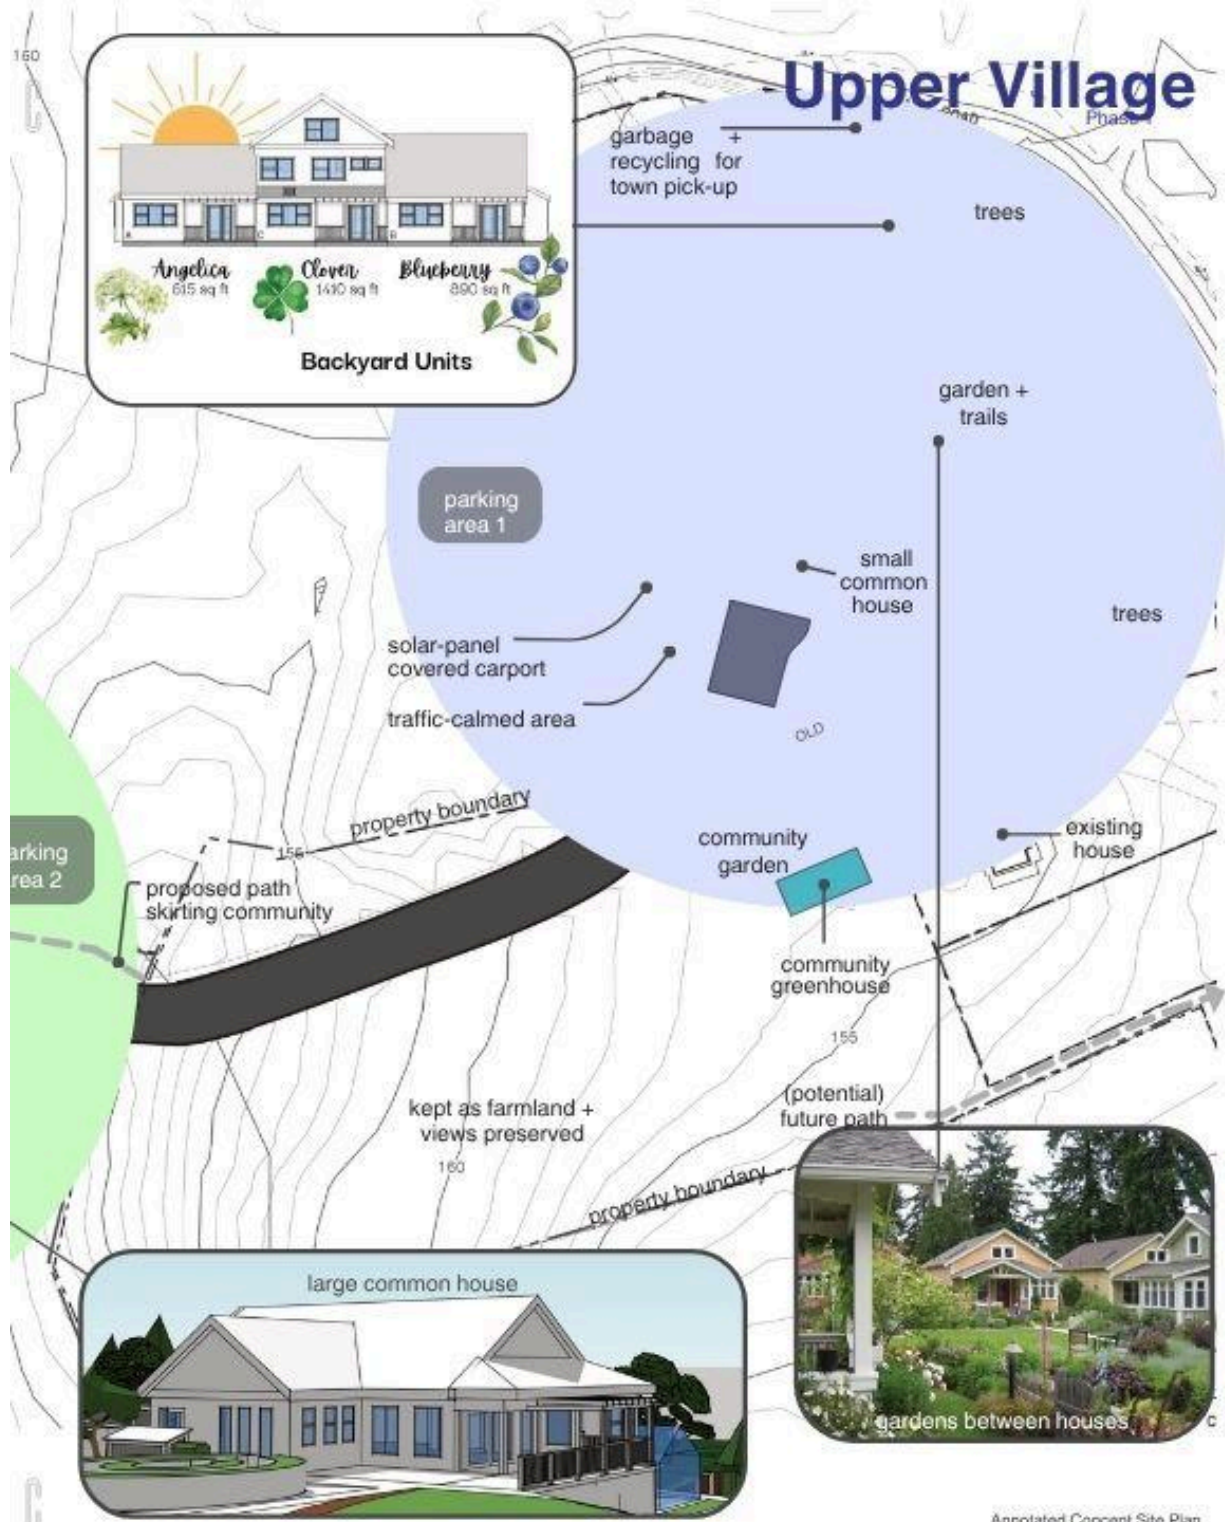 160
Upper Village
Phase 1
garbage +
recycling for
town pick-up
trees
Angelica
615 sq ft
Clover
1410 sq ft
Blueberry
890 sq ft
Backyard Units
A
C
B
garden +
trails
parking
area 1
small
common
house
trees
solar-panel
covered carport
traffic-calmed area
OLD
property boundary
155
community
garden
existing
house
arking
rea 2
proposed path
skirting community
community
greenhouse
155
(potential)
future path
kept as farmland +
views preserved
160
property boundary
large common house
gardens between houses
c
C
Annotated Concept Site Plan